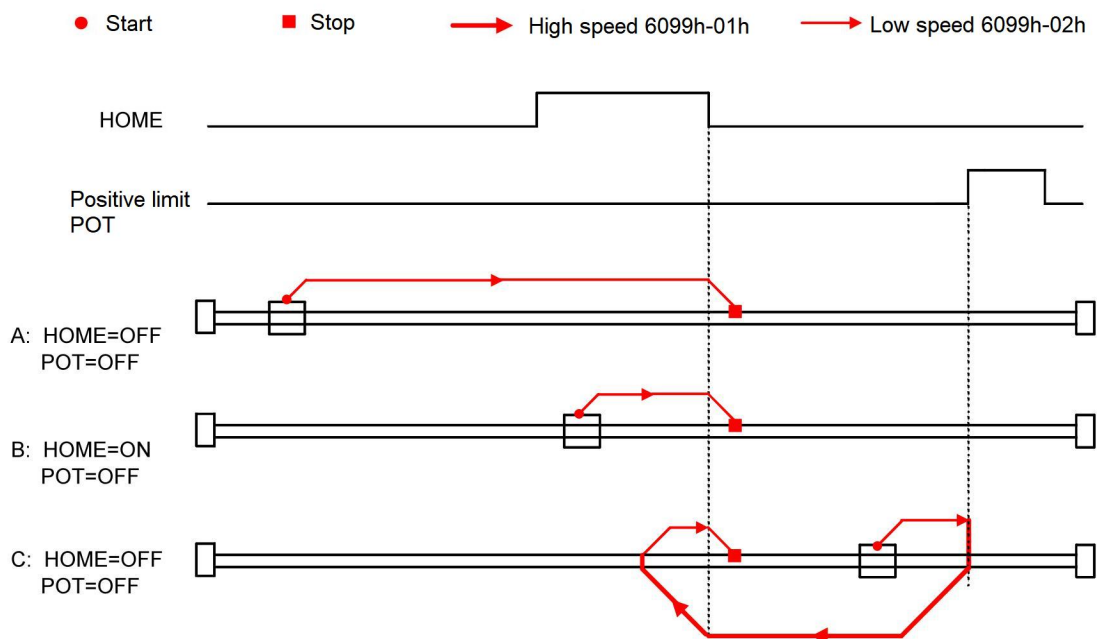 Start
Stop
High speed 6099h-01h
Low speed 6099h-02h
HOME
Positive limit
POT
A: HOME=OFF
POT=OFF
B: HOME=ON
POT=OFF
C: HOME=OFF
POT=OFF